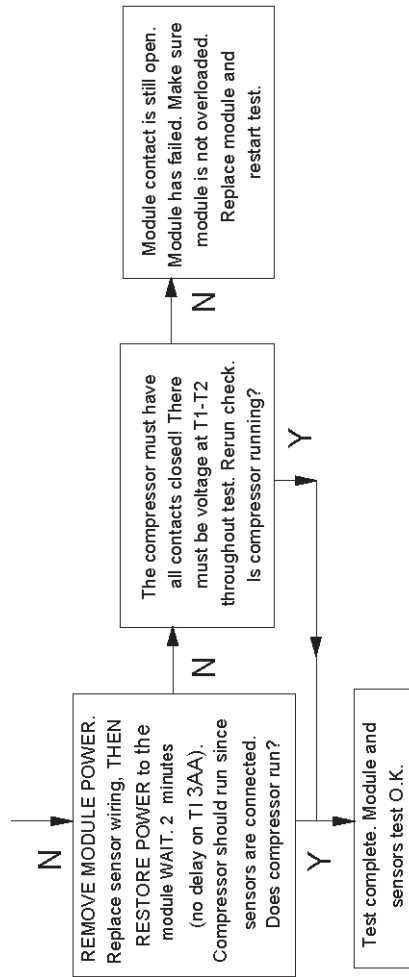 N
REMOVE MODULE POWER.
Replace sensor wiring, THEN
RESTORE POWER to the
module WAIT. 2 minutes
(no delay on TI 3AA).
Compressor should run since
sensors are connected.
Does compressor run?
N
Y
The compressor must have
all contacts closed! There
must be voltage at T1-T2
throughout test. Rerun check.
Is compressor running?
N
Y
Module contact is still open.
Module has failed. Make sure
module is not overloaded.
Replace module and
restart test.
Test complete. Module and
sensors test O.K.